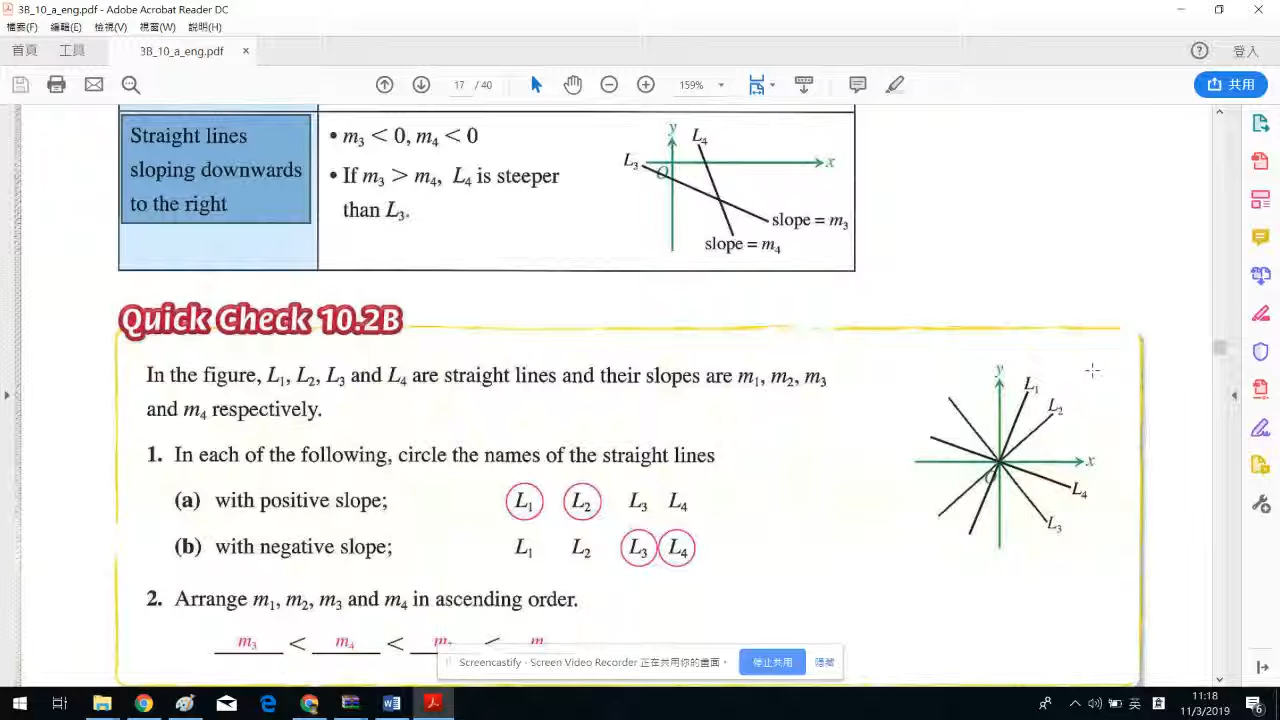 3B_10_a_eng.pdf - Adobe Acrobat Reader DC
檔案(F) 編輯(E) 檢視(V) 視窗(W) 說明(H)
首頁 工具 3B_10_a_eng.pdf × 登入
17 / 40 159% 共用
Straight lines
sloping downwards
to the right
• m₃ < 0, m₄ < 0
• If m₃ > m₄, L₄ is steeper
than L₃.
y
L₄
L₃
O
x
slope = m₃
slope = m₄
Quick Check 10.2B
In the figure, L₁, L₂, L₃ and L₄ are straight lines and their slopes are m₁, m₂, m₃
and m₄ respectively.
y
L₁
L₂
x
O
L₄
L₃
1. In each of the following, circle the names of the straight lines
(a) with positive slope; L₁ L₂ L₃ L₄
(b) with negative slope; L₁ L₂ L₃ L₄
2. Arrange m₁, m₂, m₃ and m₄ in ascending order.
m₃ < m₄ < <
Screencastify - Screen Video Recorder 正在共用你的畫面。 停止共用 隱藏
英
11:18
11/3/2019
6